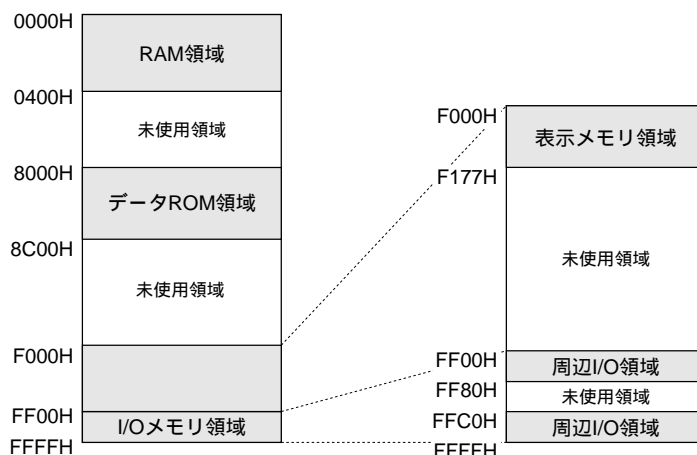 0000H
RAM領域
0400H
未使用領域
8000H
データROM領域
8C00H
未使用領域
F000H
FF00H
I/Oメモリ領域
FFFFH
F000H
表示メモリ領域
F177H
未使用領域
FF00H
周辺I/O領域
FF80H
未使用領域
FFC0H
周辺I/O領域
FFFFH